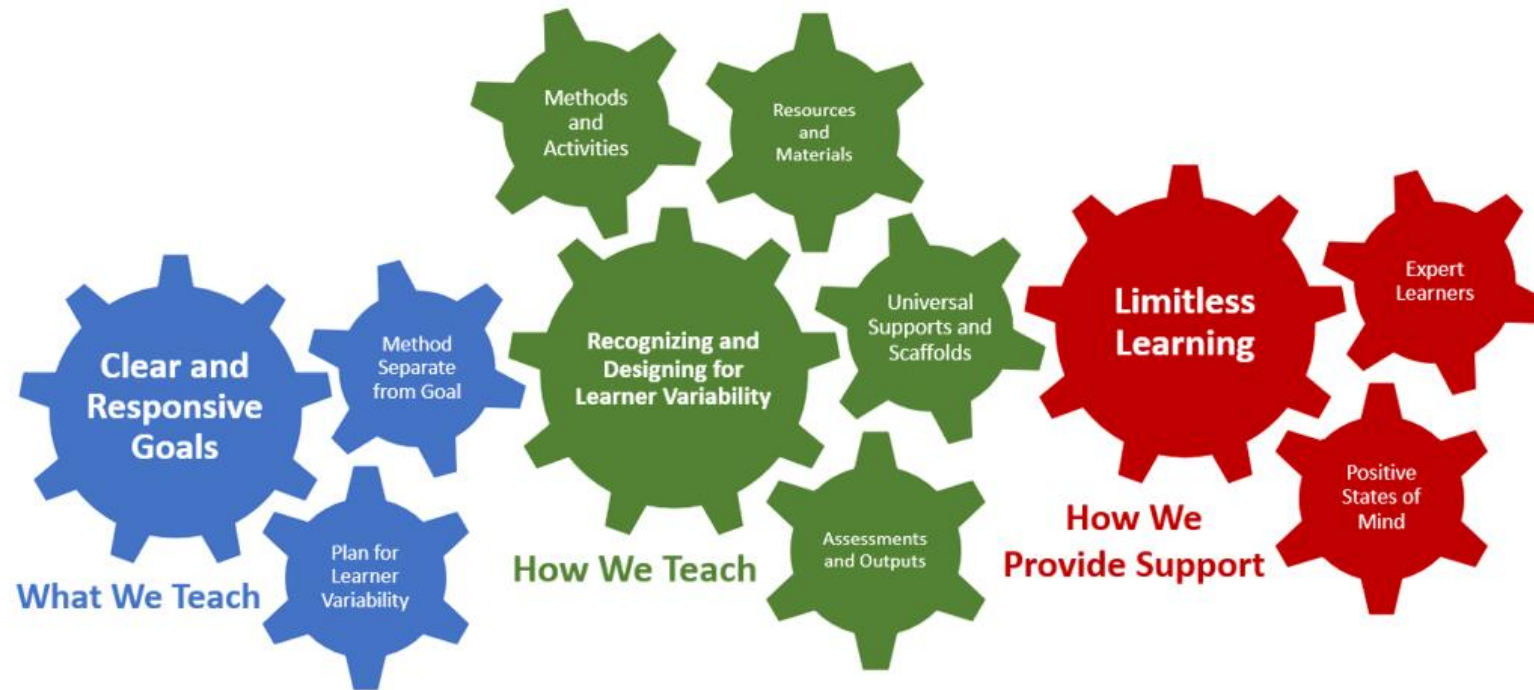 Clear and
Responsive
Goals
Method
Separate
from Goal
Plan for
Learner
Variability
What We Teach
Methods
and
Activities
Resources
and
Materials
Recognizing and
Designing for
Learner Variability
Universal
Supports and
Scaffolds
Assessments
and Outputs
How We Teach
Limitless
Learning
Expert
Learners
Positive
States of
Mind
How We
Provide Support